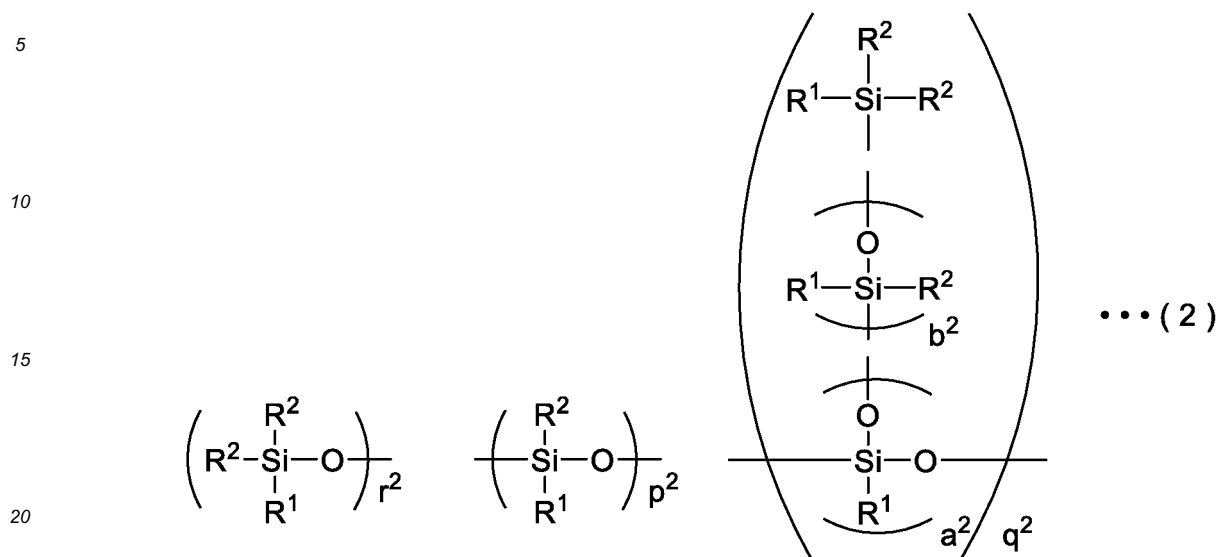 5
R²
R¹—Si—R²
10
O
R¹—Si—R²
b²
•••(2)
15
O
R² R²
R²—Si—O r² Si—O p² Si—O
R¹ R¹ R¹
a² q²
20